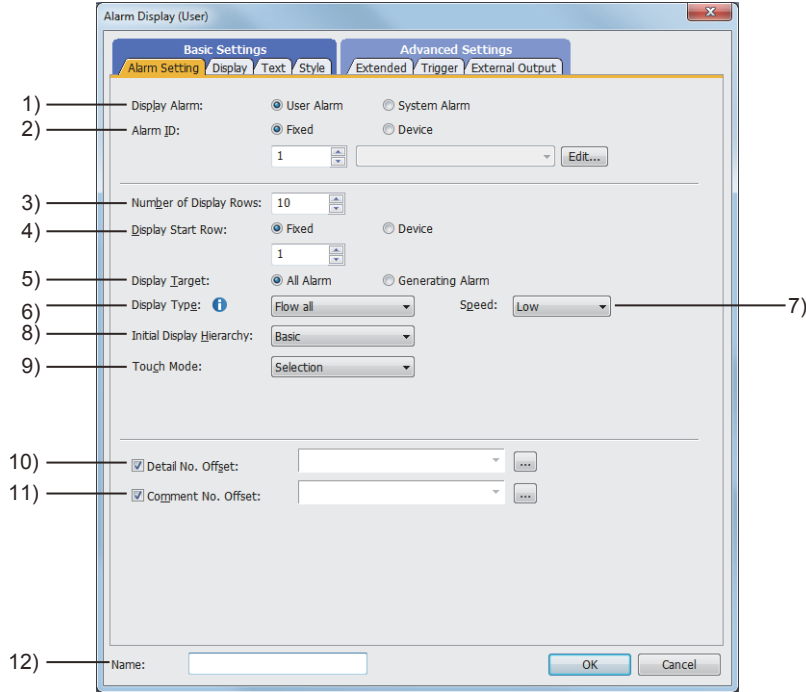 Alarm Display (User)
x
Basic Settings Advanced Settings
Alarm Setting Display Text Style Extended Trigger External Output
1) Display Alarm: User Alarm System Alarm
2) Alarm ID: Fixed Device
1 Edit...
3) Number of Display Rows: 10
4) Display Start Row: Fixed Device
1
5) Display Target: All Alarm Generating Alarm
6) Display Type: i Flow all Speed: Low 7)
8) Initial Display Hierarchy: Basic
9) Touch Mode: Selection
10) Detail No. Offset: ...
11) Comment No. Offset: ...
12) Name: OK Cancel